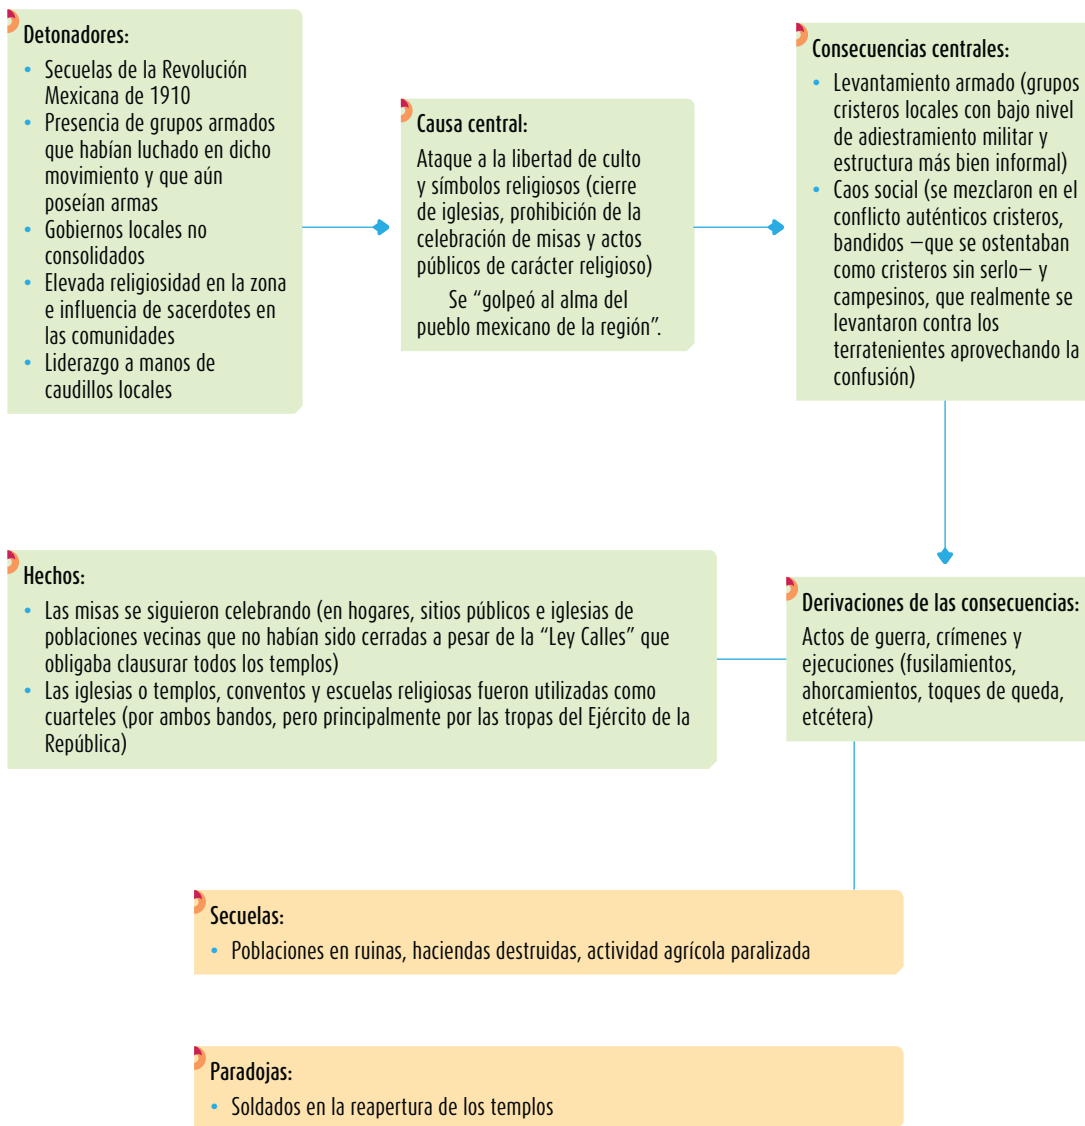 Detonadores:
• Secuelas de la Revolución
Mexicana de 1910
• Presencia de grupos armados
que habían luchado en dicho
movimiento y que aún
poseían armas
• Gobiernos locales no
consolidados
• Elevada religiosidad en la zona
e influencia de sacerdotes en
las comunidades
• Liderazgo a manos de
caudillos locales
Causa central:
Ataque a la libertad de culto
y símbolos religiosos (cierre
de iglesias, prohibición de la
celebración de misas y actos
públicos de carácter religioso)
Se “golpeó al alma del
pueblo mexicano de la región”.
Consecuencias centrales:
• Levantamiento armado (grupos
cristeros locales con bajo nivel
de adiestramiento militar y
estructura más bien informal)
• Caos social (se mezclaron en el
conflicto auténticos cristeros,
bandidos –que se ostentaban
como cristeros sin serlo– y
campesinos, que realmente se
levantaron contra los
terratenientes aprovechando la
confusión)
Hechos:
• Las misas se siguieron celebrando (en hogares, sitios públicos e iglesias de
poblaciones vecinas que no habían sido cerradas a pesar de la “Ley Calles” que
obligaba clausurar todos los templos)
• Las iglesias o templos, conventos y escuelas religiosas fueron utilizadas como
cuarteles (por ambos bandos, pero principalmente por las tropas del Ejército de la
República)
Derivaciones de las consecuencias:
Actos de guerra, crímenes y
ejecuciones (fusilamientos,
ahorcamientos, toques de queda,
etcétera)
Secuelas:
• Poblaciones en ruinas, haciendas destruidas, actividad agrícola paralizada
Paradojas:
• Soldados en la reapertura de los templos